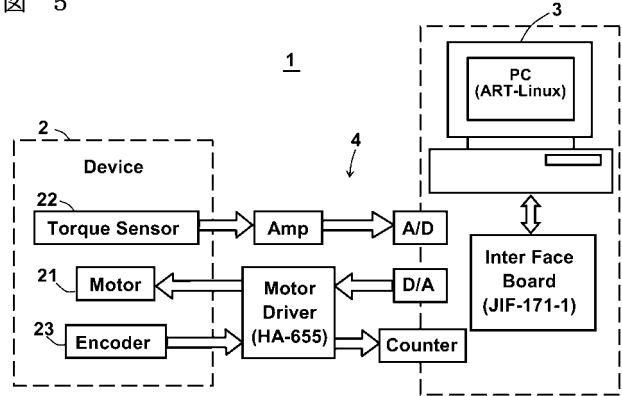 図 5
3
1
PC
(ART-Linux)
2
4
Device
22
Torque Sensor
Amp
A/D
21
Motor
Motor
Driver
(HA-655)
D/A
Inter Face
Board
(JIF-171-1)
23
Encoder
Counter